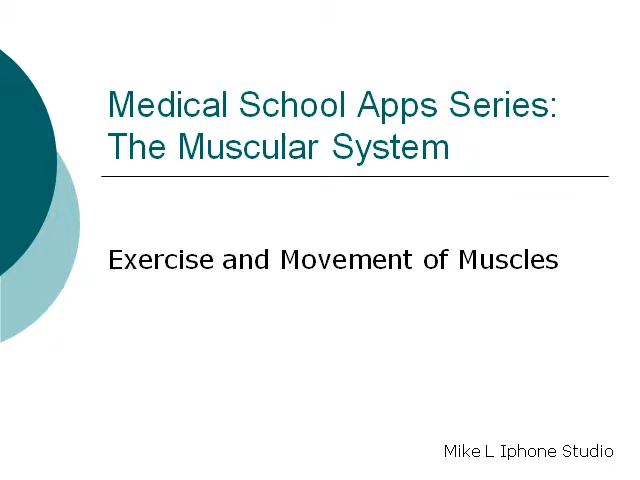 Medical School Apps Series:
The Muscular System
Exercise and Movement of Muscles
Mike L Iphone Studio